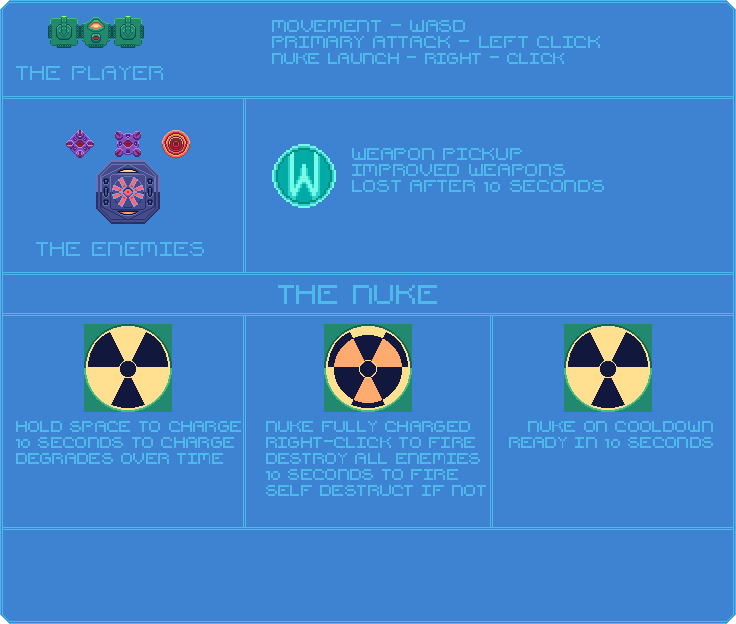 MOVEMENT - WASD
PRIMARY ATTACK - LEFT CLICK
NUKE LAUNCH - RIGHT - CLICK
THE PLAYER
W
WEAPON PICKUP
IMPROVED WEAPONS
LOST AFTER 10 SECONDS
THE ENEMIES
THE NUKE
HOLD SPACE TO CHARGE
10 SECONDS TO CHARGE
DEGRADES OVER TIME
NUKE FULLY CHARGED
RIGHT-CLICK TO FIRE
DESTROY ALL ENEMIES
10 SECONDS TO FIRE
SELF DESTRUCT IF NOT
NUKE ON COOLDOWN
READY IN 10 SECONDS